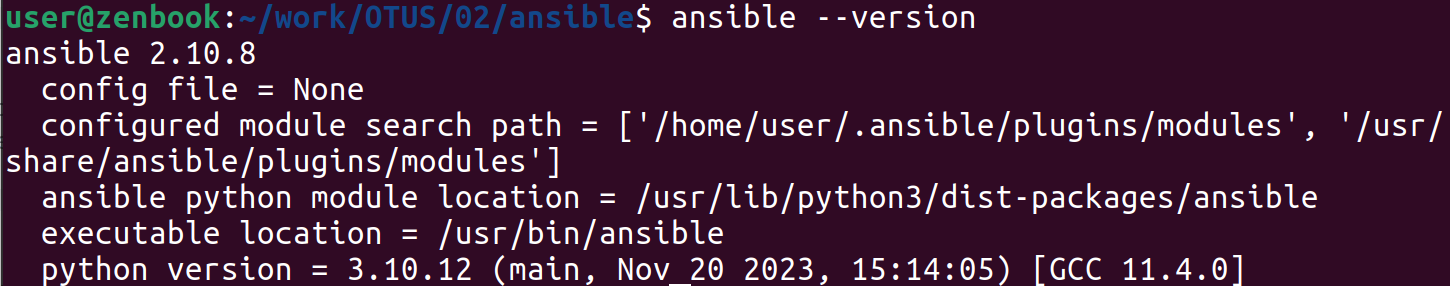 user@zenbook:~/work/OTUS/02/ansible$ ansible --version
ansible 2.10.8
  config file = None
  configured module search path = ['/home/user/.ansible/plugins/modules', '/usr/
share/ansible/plugins/modules']
  ansible python module location = /usr/lib/python3/dist-packages/ansible
  executable location = /usr/bin/ansible
  python version = 3.10.12 (main, Nov 20 2023, 15:14:05) [GCC 11.4.0]